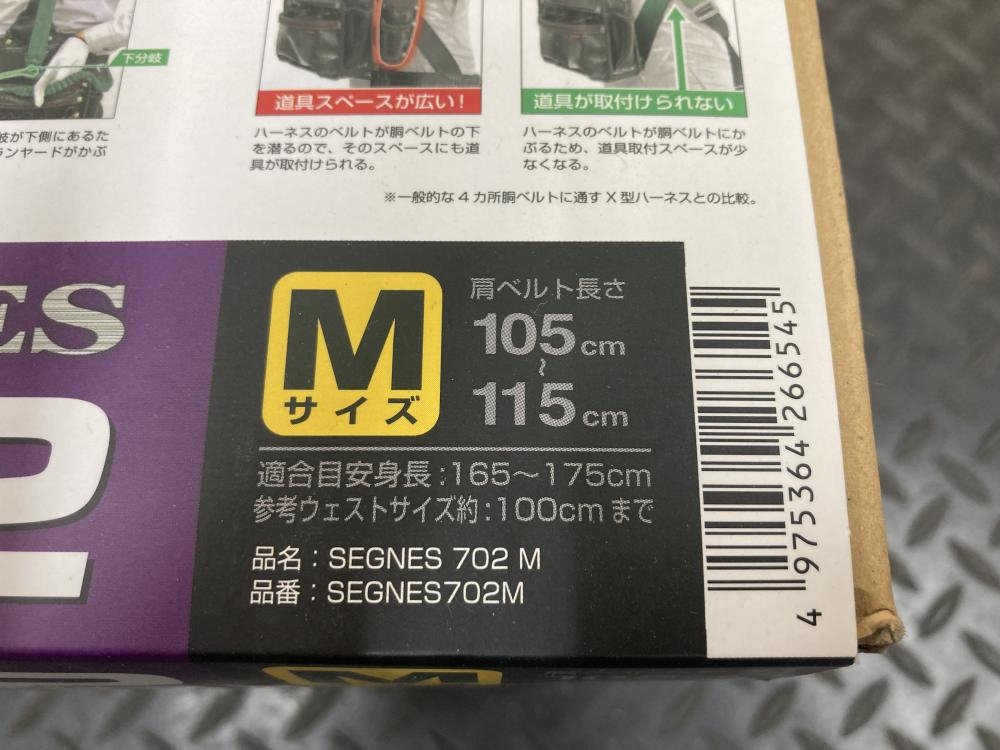 下分岐
岐が下側にあるた
ランヤードがかぶ
道具スペースが広い!
ハーネスのベルトが胴ベルトの下
を潜るので、そのスペースにも道
具が取付けられる。
道具が取付けられない
ハーネスのベルトが胴ベルトにか
ぶるため、道具取付スペースが少
なくなる。
※一般的な4カ所胴ベルトに通すX型ハーネスとの比較。
ES
2
M
サイズ
肩ベルト長さ
105cm
~
115cm
適合目安身長:165~175cm
参考ウェストサイズ約:100cmまで
品名:SEGNES 702 M
品番:SEGNES702M
4 975364 266545
M